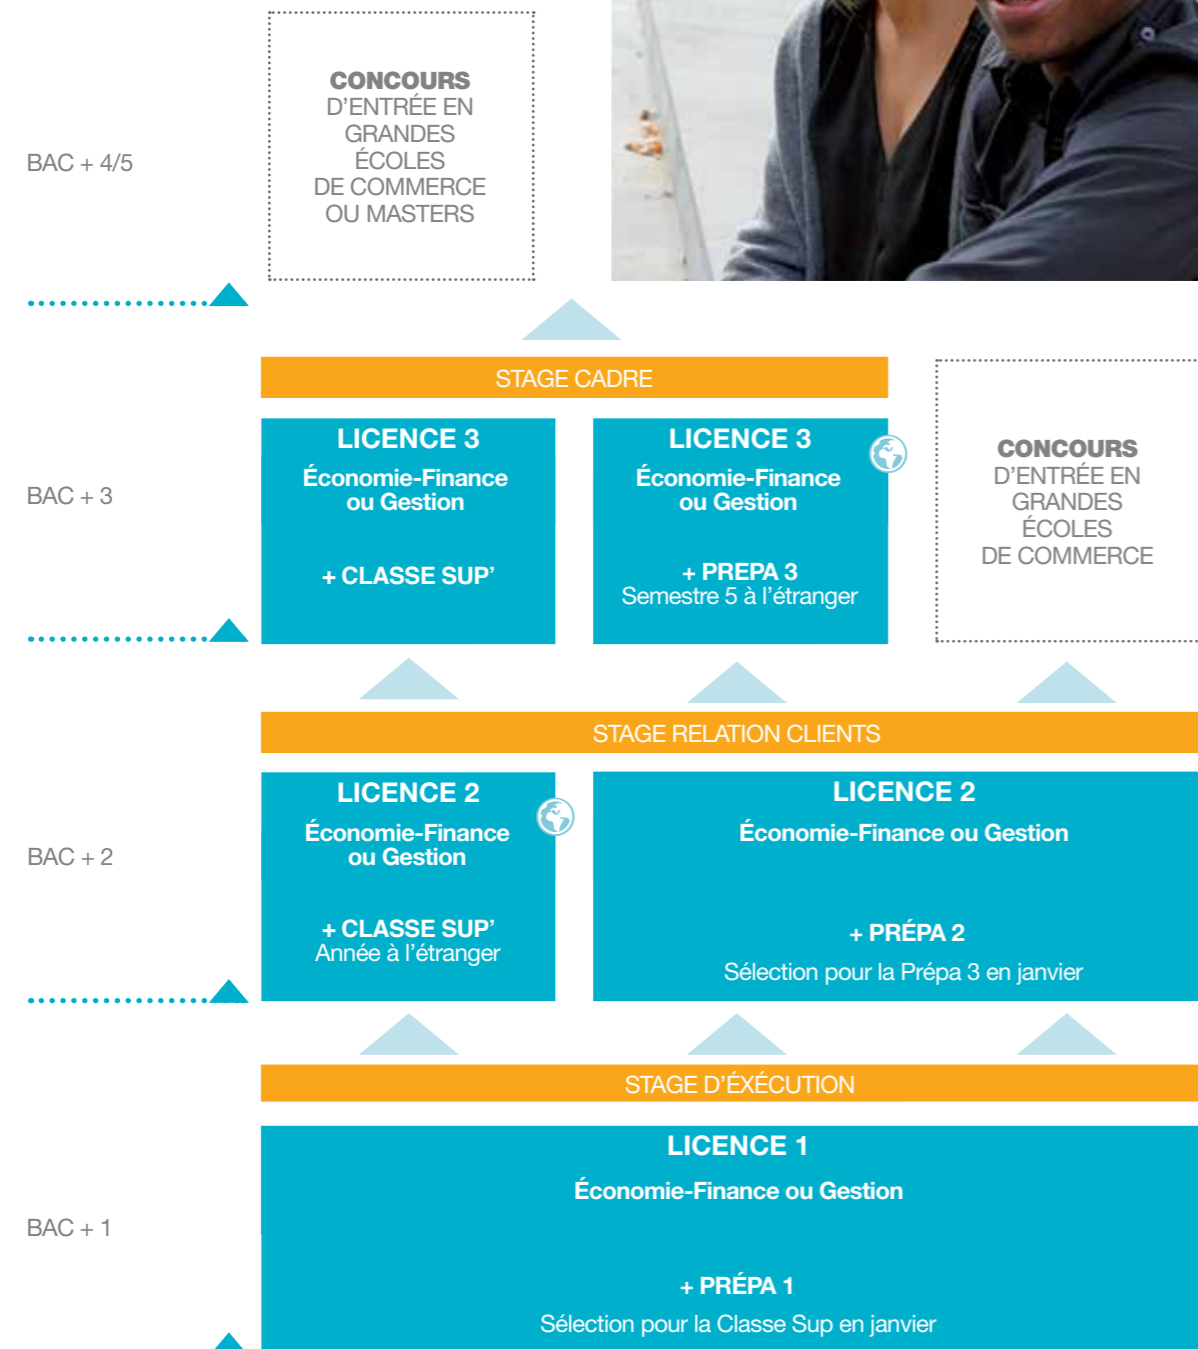 CONCOURS
D'ENTRÉE EN
GRANDES
ÉCOLES
DE COMMERCE
OU MASTERS
BAC + 4/5
STAGE CADRE
LICENCE 3
Économie-Finance
ou Gestion
+ CLASSE SUP'
LICENCE 3
Économie-Finance
ou Gestion
+ PREPA 3
Semestre 5 à l'étranger
CONCOURS
D'ENTRÉE EN
GRANDES
ÉCOLES
DE COMMERCE
BAC + 3
STAGE RELATION CLIENTS
LICENCE 2
Économie-Finance
ou Gestion
+ CLASSE SUP'
Année à l'étranger
LICENCE 2
Économie-Finance ou Gestion
+ PRÉPA 2
Sélection pour la Prépa 3 en janvier
BAC + 2
STAGE D'ÉXÉCUTION
LICENCE 1
Économie-Finance ou Gestion
+ PRÉPA 1
Sélection pour la Classe Sup en janvier
BAC + 1